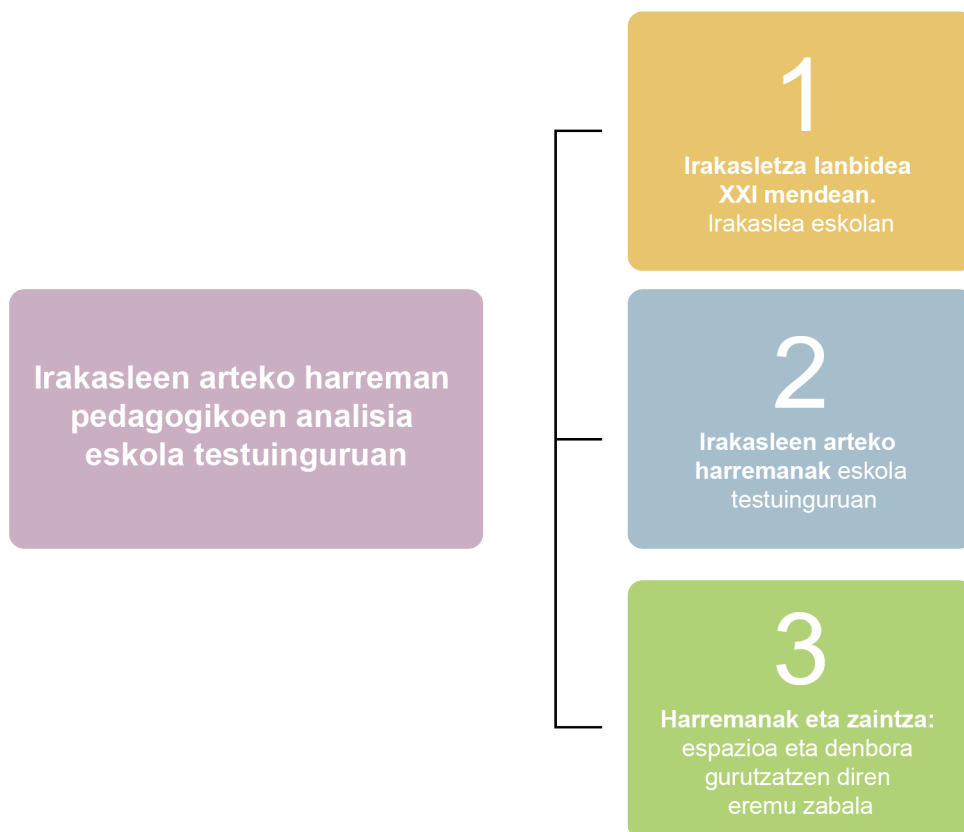 Irakasleen arteko harreman
pedagogikoen analisia
eskola testuinguruan
1
Irakasletza lanbidea
XXI mendean.
Irakaslea eskolan
2
Irakasleen arteko
harremanak eskola
testuinguruan
3
Harremanak eta zaintza:
espazioa eta denbora
gurutzatzen diren
eremu zabala